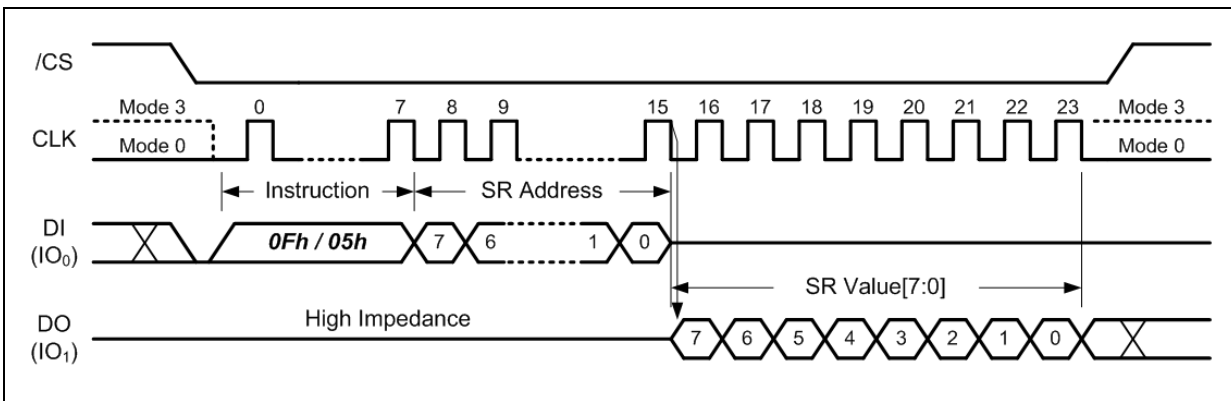 /CS
Mode 3 0 7 8 9 15 16 17 18 19 20 21 22 23 Mode 3
CLK Mode 0 Mode 0
Instruction SR Address
DI (IO₀) 0Fh / 05h 7 6 1 0
SR Value[7:0]
High Impedance
DO (IO₁) 7 6 5 4 3 2 1 0